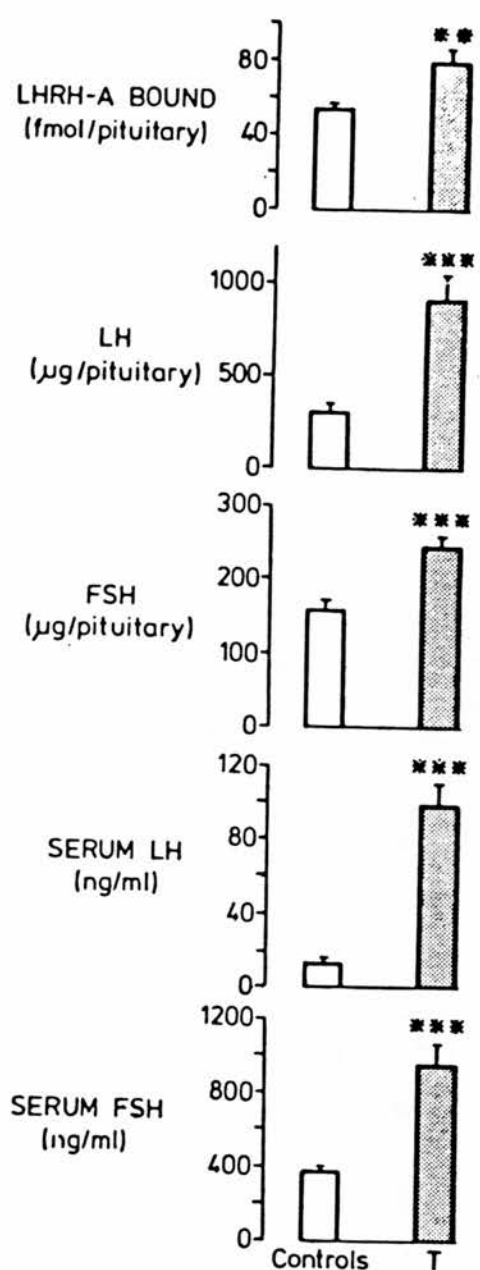 **
80
LHRH-A BOUND
(fmol/pituitary)
40
0
***
1000
LH
(µg/pituitary)
500
0
300
***
200
FSH
(µg/pituitary)
100
0
120
***
80
SERUM LH
(ng/ml)
40
0
1200
***
800
SERUM FSH
(ng/ml)
400
0
Controls T